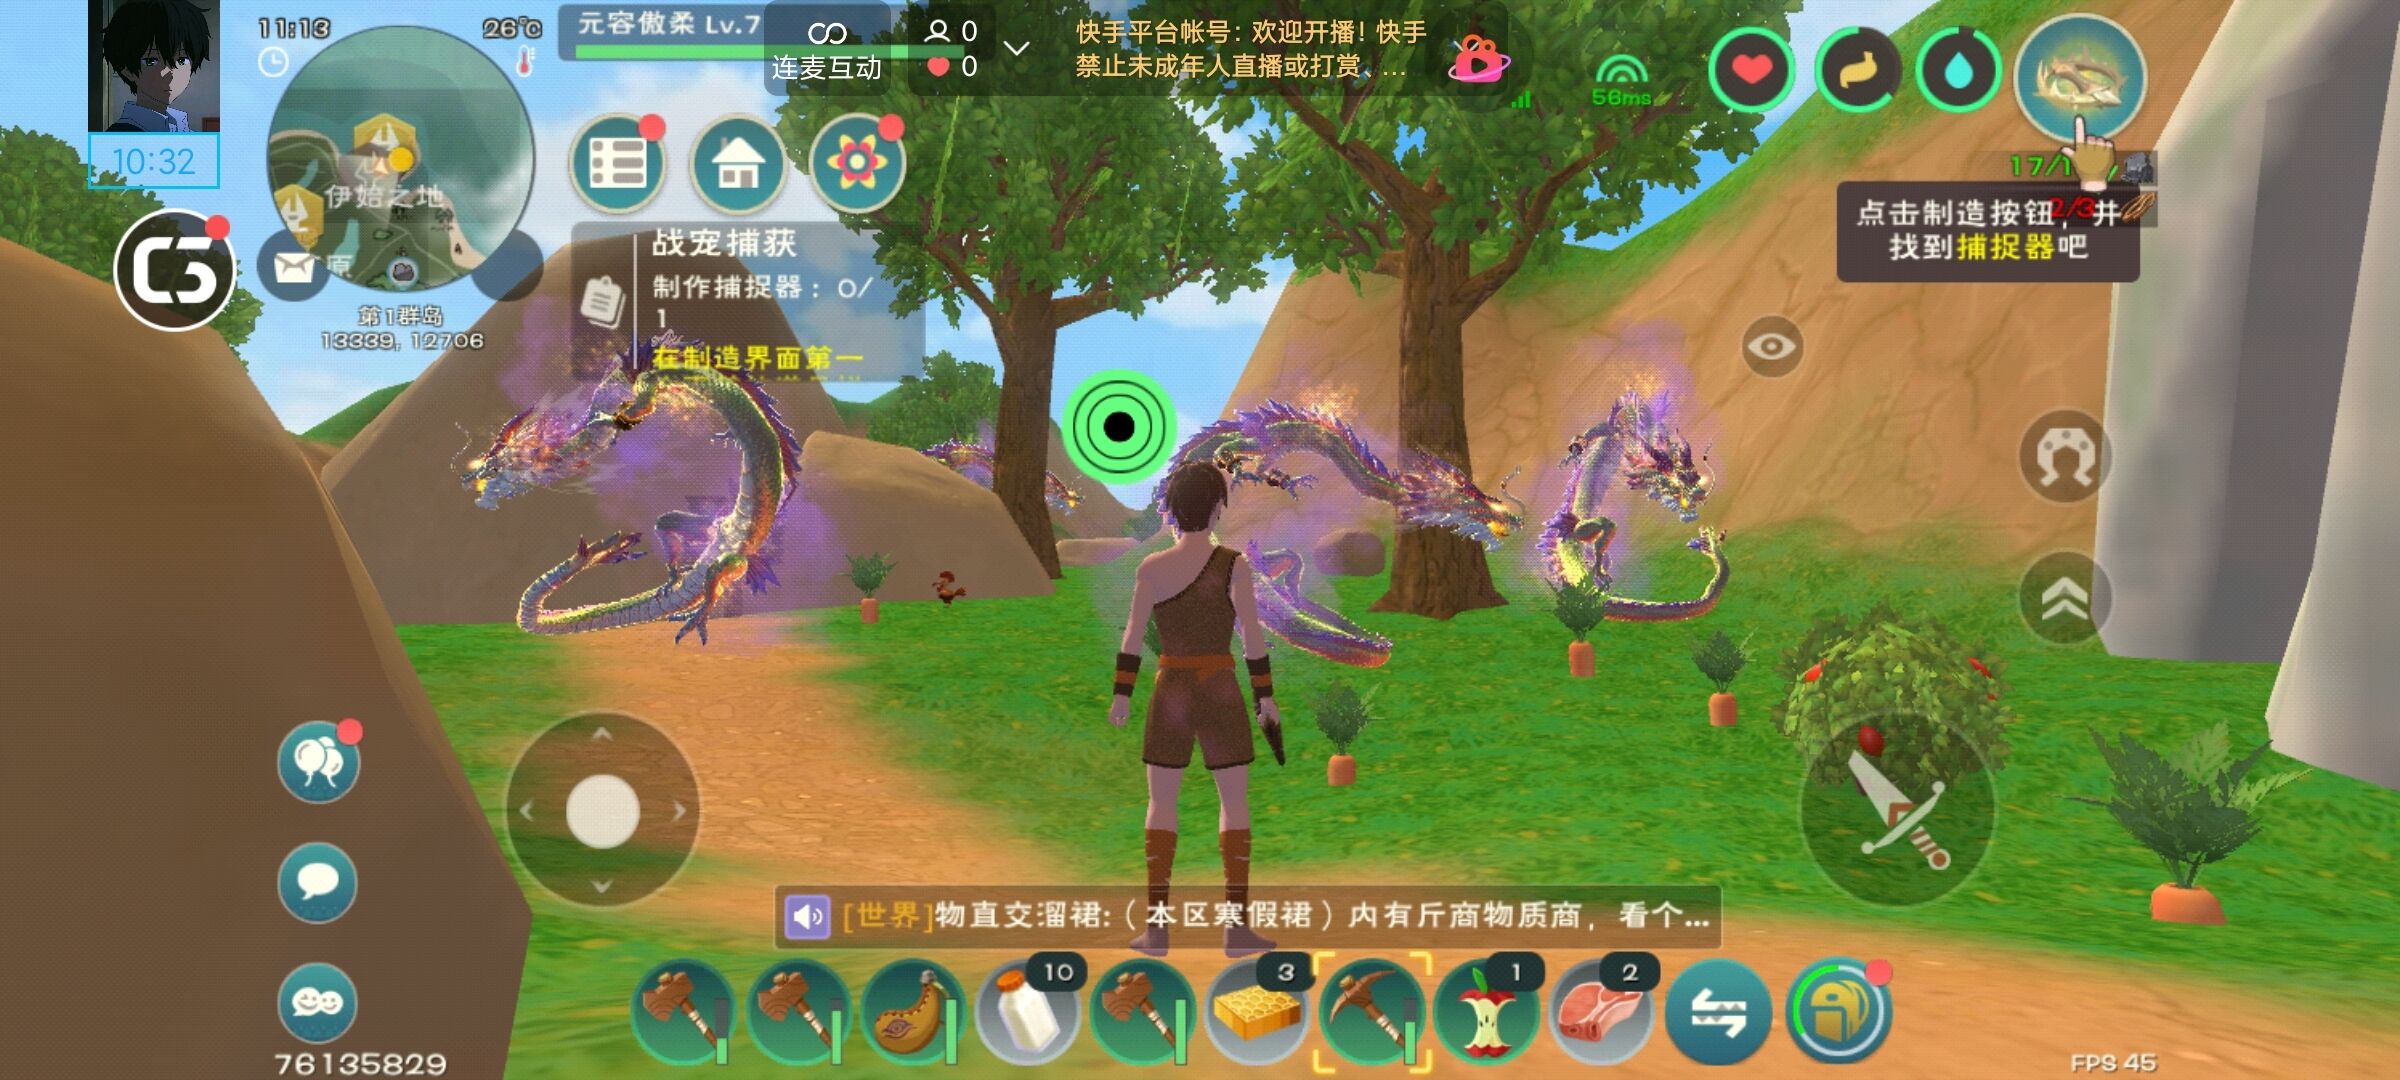 11:13
26℃
元容傲柔 Lv.7
连麦互动
0
0
快手平台帐号：欢迎开播！快手
禁止未成年人直播或打赏、...
56ms
10:32
伊始之地
原
第1群岛
13339, 12706
战宠捕获
制作捕捉器：0/
1
在制造界面第一
17/1
2/3
点击制造按钮，并
找到捕捉器吧
[世界]物直交溜裙:（本区寒假裙）内有斤商物质商，看个...
10
3
1
2
76135829
FPS 45